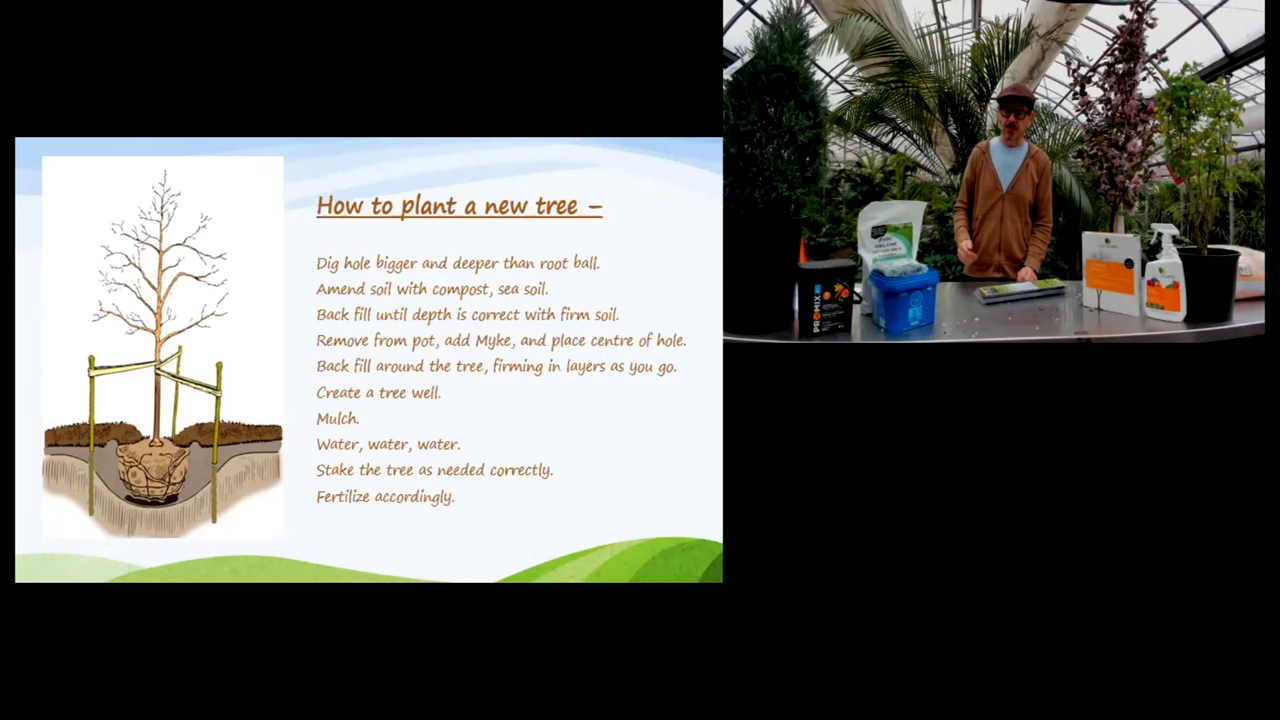 How to plant a new tree –
Dig hole bigger and deeper than root ball.
Amend soil with compost, sea soil.
Back fill until depth is correct with firm soil.
Remove from pot, add Myke, and place centre of hole.
Back fill around the tree, firming in layers as you go.
Create a tree well.
Mulch.
Water, water, water.
Stake the tree as needed correctly.
Fertilize accordingly.
PROMIX